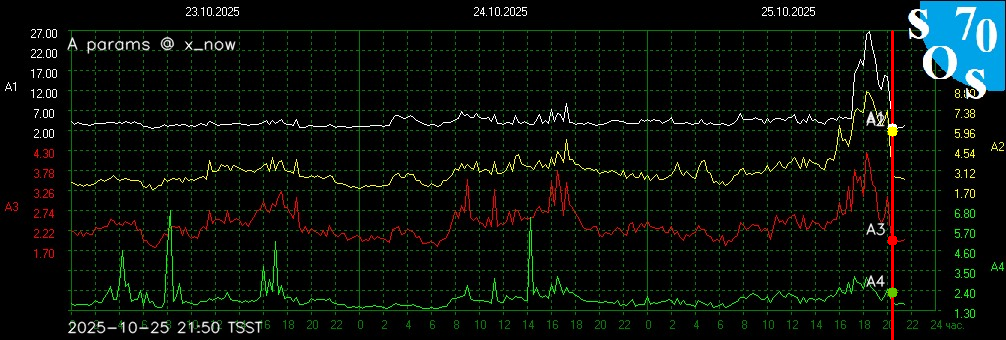 23.10.2025 24.10.2025 25.10.2025
A params @ x_now
SOS 70
A1
27.00
22.00
17.00
12.00
7.00
2.00
A3
4.30
3.78
3.26
2.74
2.22
1.70
A2
8.00
7.38
5.96
4.54
3.12
1.70
A4
6.80
5.70
4.60
3.50
2.40
1.30
A1
A3
A4
2025-10-25 21:50 TSST
16 18 20 22 0 2 4 6 8 10 12 14 16 18 20 22 0 2 4 6 8 10 12 14 16 18 20 22 24 час.